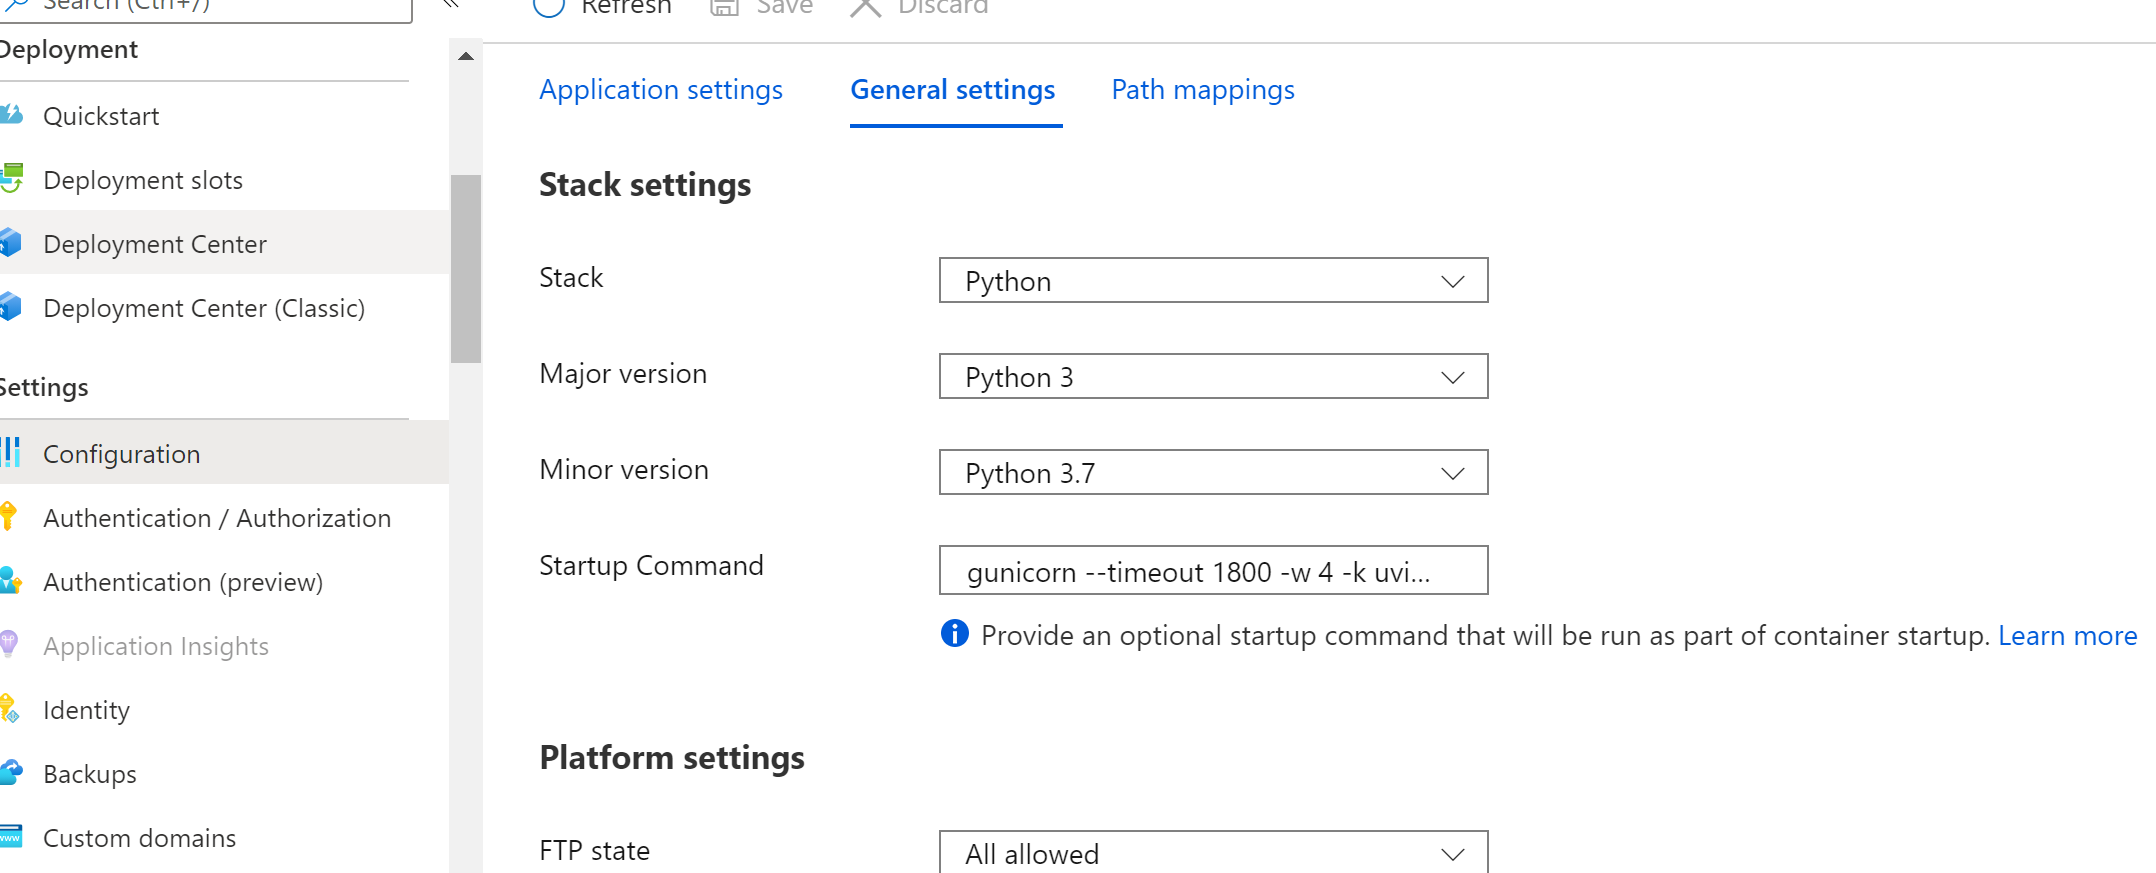 Search (Ctrl+/)
«
Refresh
Save
Discard
Deployment
Quickstart
Deployment slots
Deployment Center
Deployment Center (Classic)
Settings
Configuration
Authentication / Authorization
Authentication (preview)
Application Insights
Identity
Backups
www
Custom domains
Application settings
General settings
Path mappings
Stack settings
Stack
Python
Major version
Python 3
Minor version
Python 3.7
Startup Command
gunicorn --timeout 1800 -w 4 -k uvi...
Provide an optional startup command that will be run as part of container startup. Learn more
Platform settings
FTP state
All allowed